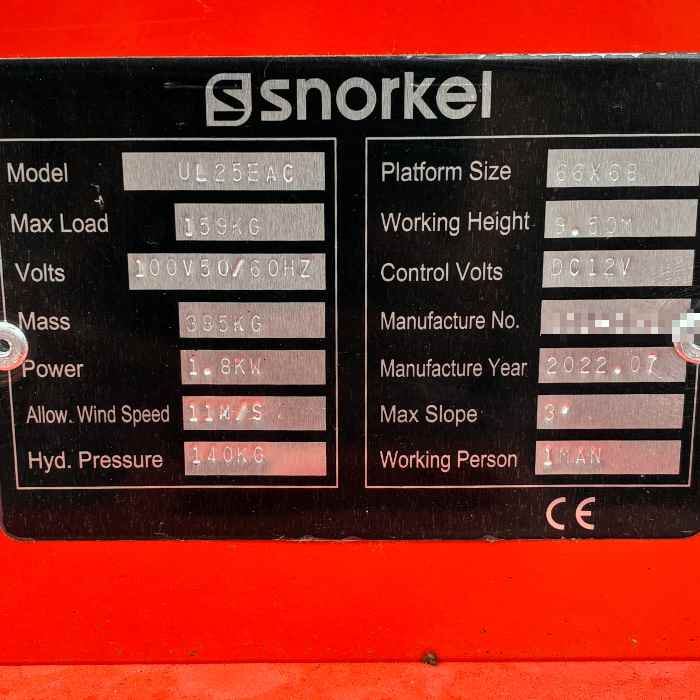 snorkel
Model UL25EAC
Max Load 159KG
Volts 100V50/60HZ
Mass 395KG
Power 1.8KW
Allow. Wind Speed 11M/S
Hyd. Pressure 140KG
Platform Size 66X68
Working Height 9.60M
Control Volts DC12V
Manufacture No.
Manufacture Year 2022.07
Max Slope 3°
Working Person 1MAN
CE